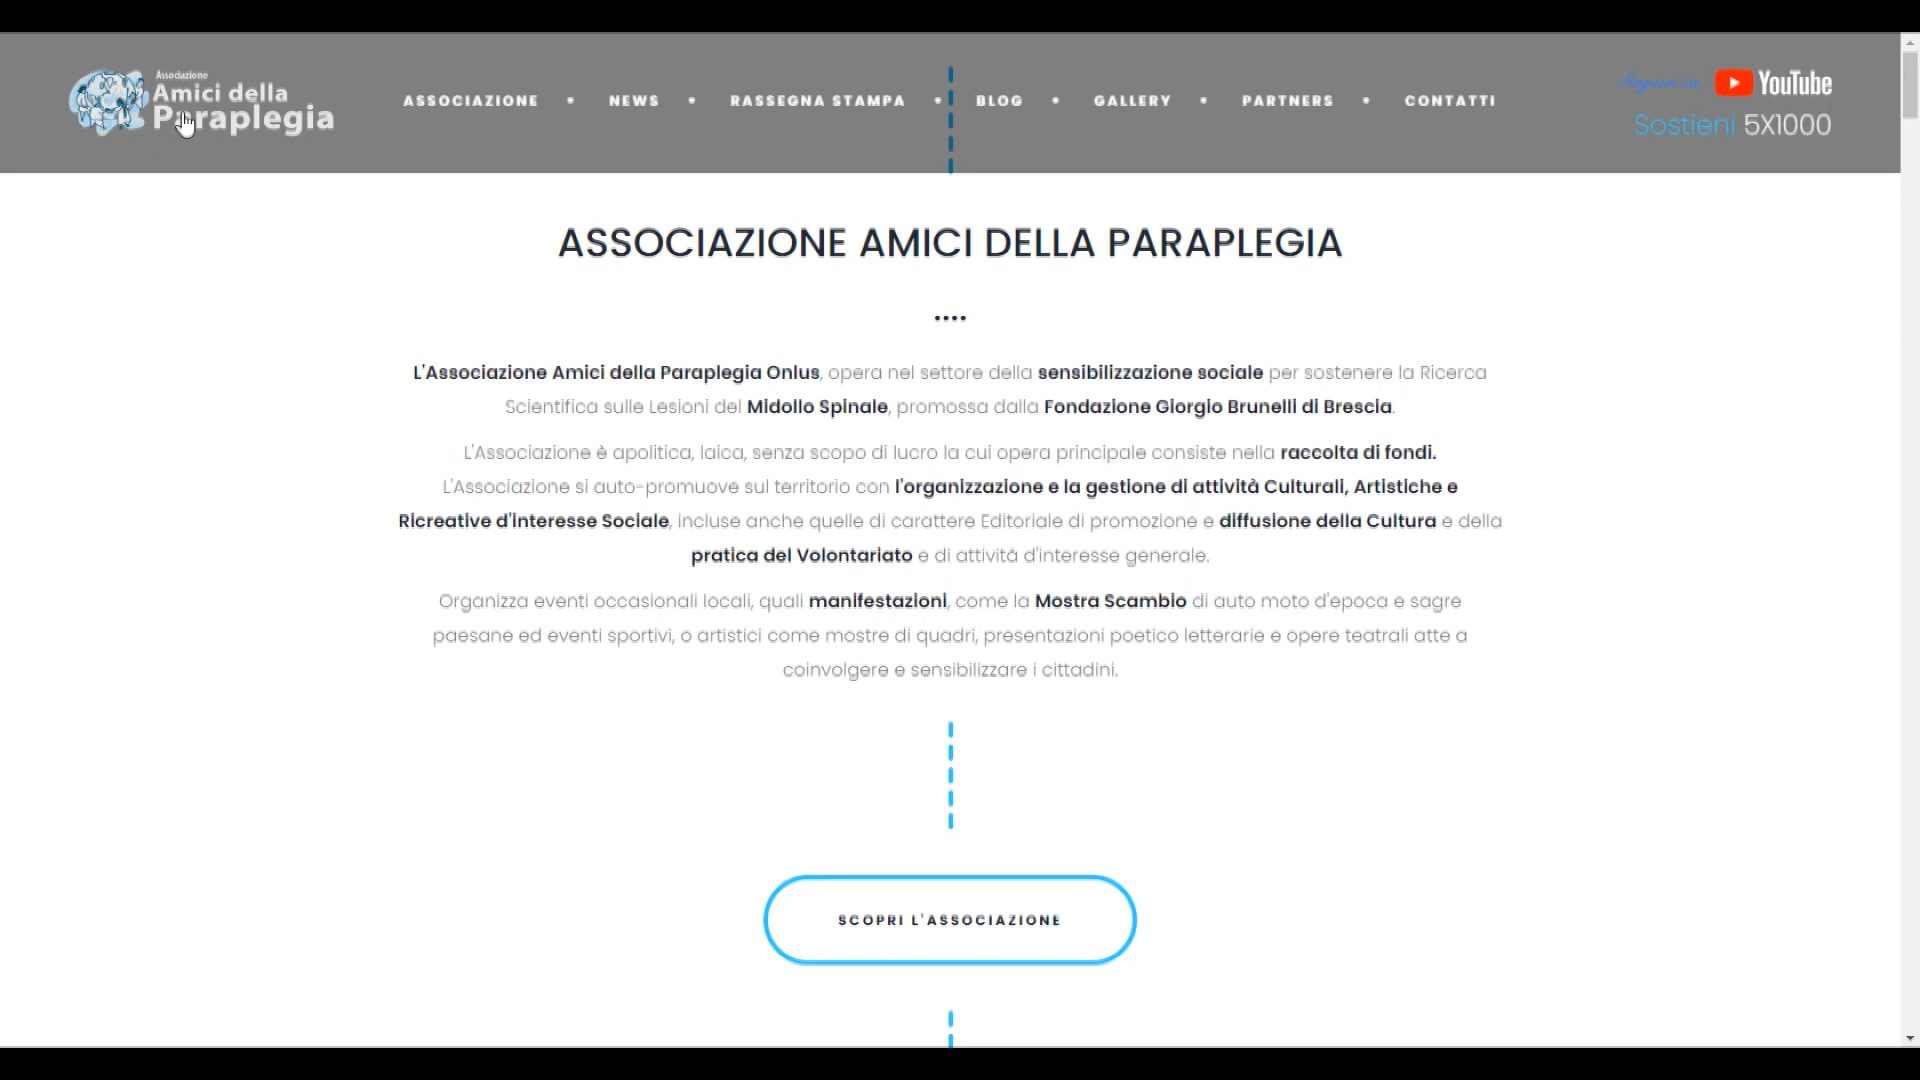 Associazione
Amici della
Paraplegia
ASSOCIAZIONE • NEWS • RASSEGNA STAMPA • BLOG • GALLERY • PARTNERS • CONTATTI
Seguici in YouTube
Sostieni 5X1000
ASSOCIAZIONE AMICI DELLA PARAPLEGIA
L'Associazione Amici della Paraplegia Onlus, opera nel settore della sensibilizzazione sociale per sostenere la Ricerca
Scientifica sulle Lesioni del Midollo Spinale, promossa dalla Fondazione Giorgio Brunelli di Brescia.
L'Associazione è apolitica, laica, senza scopo di lucro la cui opera principale consiste nella raccolta di fondi.
L'Associazione si auto-promuove sul territorio con l'organizzazione e la gestione di attività Culturali, Artistiche e
Ricreative d'interesse Sociale, incluse anche quelle di carattere Editoriale di promozione e diffusione della Cultura e della
pratica del Volontariato e di attività d'interesse generale.
Organizza eventi occasionali locali, quali manifestazioni, come la Mostra Scambio di auto moto d'epoca e sagre
paesane ed eventi sportivi, o artistici come mostre di quadri, presentazioni poetico letterarie e opere teatrali atte a
coinvolgere e sensibilizzare i cittadini.
SCOPRI L'ASSOCIAZIONE